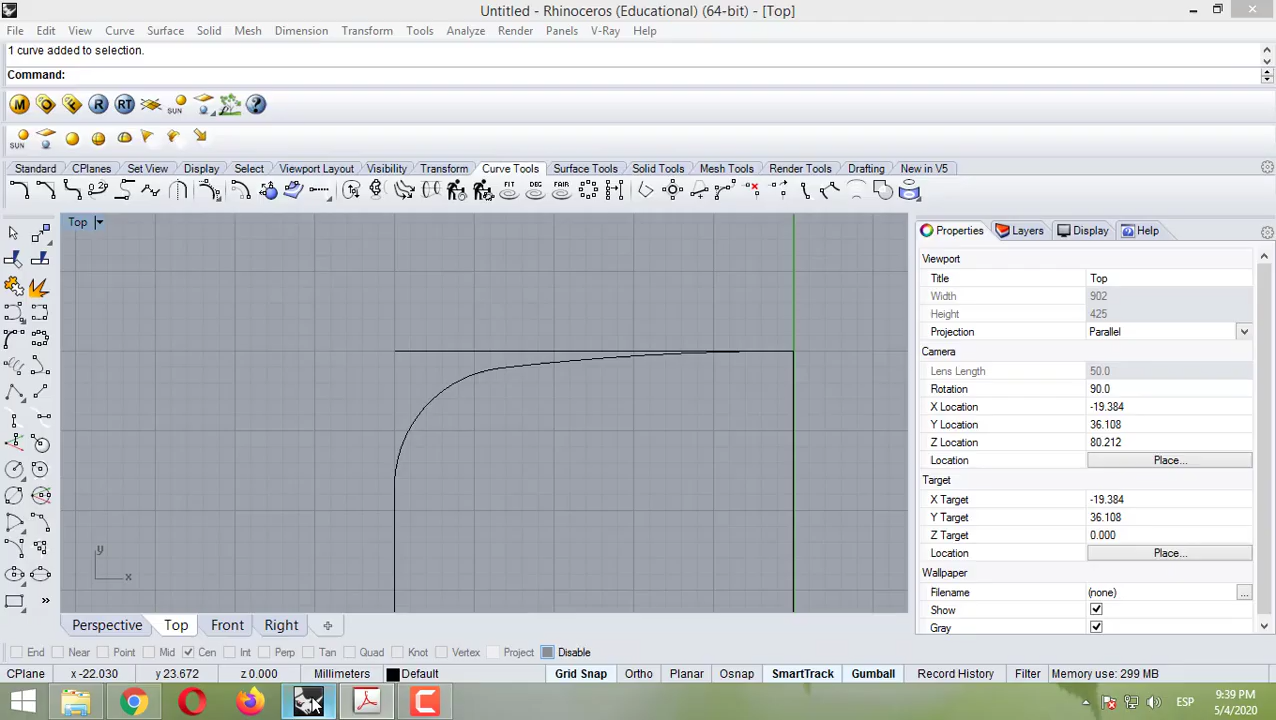 Untitled - Rhinoceros (Educational) (64-bit) - [Top]
File Edit View Curve Surface Solid Mesh Dimension Transform Tools Analyze Render Panels V-Ray Help
1 curve added to selection.
Command:
M O F R RT SUN ?
SUN
Standard CPlanes Set View Display Select Viewport Layout Visibility Transform Curve Tools Surface Tools Solid Tools Mesh Tools Render Tools Drafting New in V5
FIT DEG FAIR
Top
Properties Layers Display Help
Viewport
Title Top
Width 902
Height 425
Projection Parallel
Camera
Lens Length 50.0
Rotation 90.0
X Location -19.384
Y Location 36.108
Z Location 80.212
Location Place...
Target
X Target -19.384
Y Target 36.108
Z Target 0.000
Location Place...
Wallpaper
Filename (none) ...
Show
Gray
y
x
Perspective Top Front Right
End Near Point Mid Cen Int Perp Tan Quad Knot Vertex Project Disable
CPlane x -22.030 y 23.672 z 0.000 Millimeters Default Grid Snap Ortho Planar Osnap SmartTrack Gumball Record History Filter Memory use: 299 MB
ESP
9:39 PM
5/4/2020